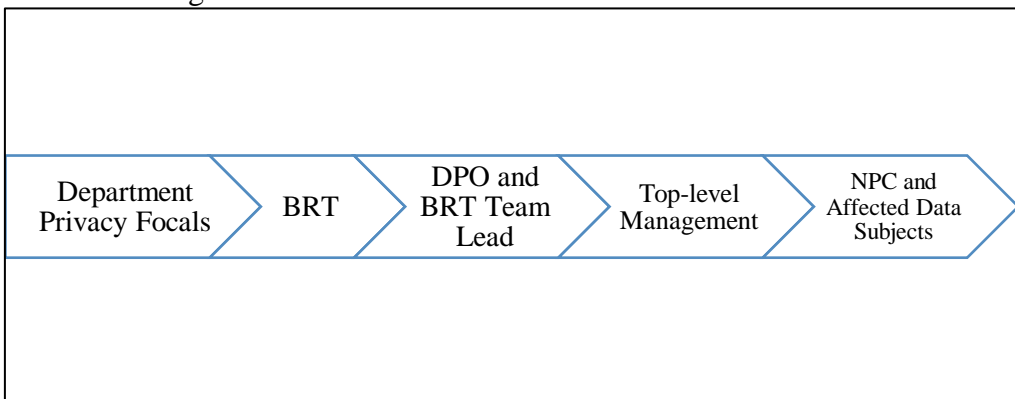 Department
Privacy Focals
BRT
DPO and
BRT Team
Lead
Top-level
Management
NPC and
Affected Data
Subjects